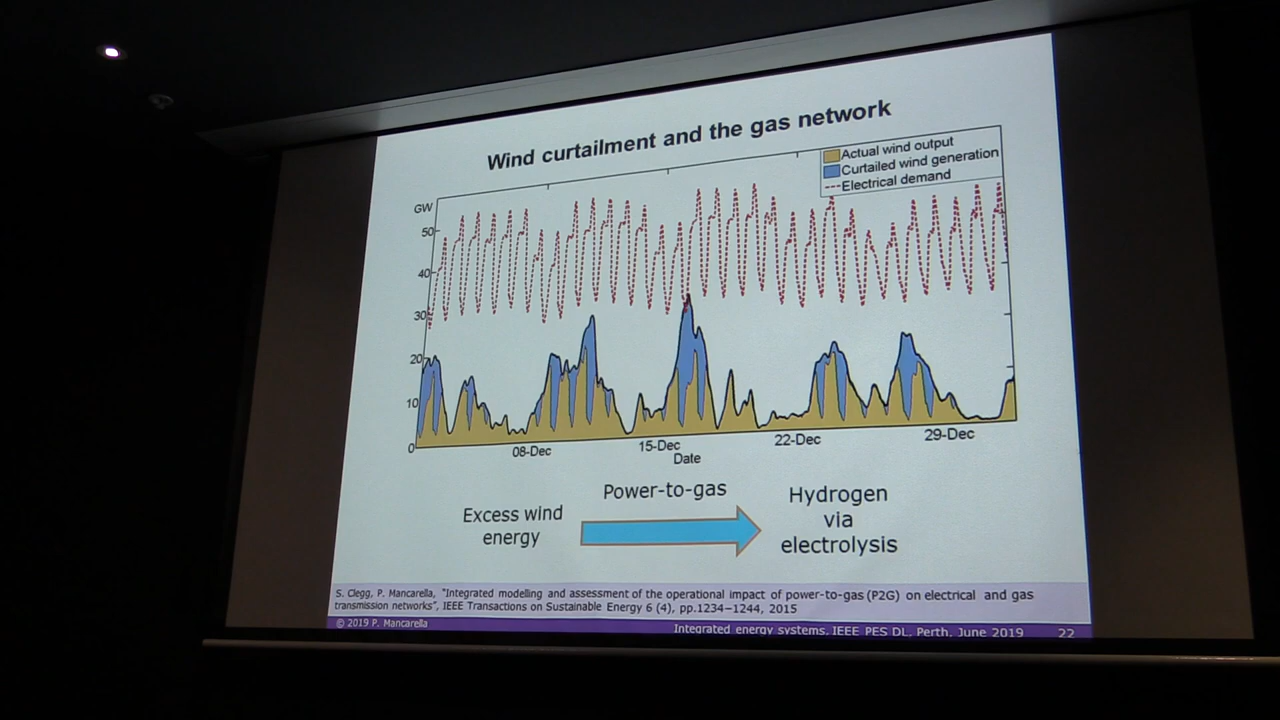 Wind curtailment and the gas network
Actual wind output
Curtailed wind generation
Electrical demand
GW
50
40
30
20
10
0
08-Dec
15-Dec
22-Dec
29-Dec
Date
Power-to-gas
Excess wind
energy
Hydrogen
via
electrolysis
S. Clegg, P. Mancarella, "Integrated modelling and assessment of the operational impact of power-to-gas (P2G) on electrical and gas
transmission networks", IEEE Transactions on Sustainable Energy 6 (4), pp.1234–1244, 2015
© 2019 P. Mancarella
Integrated energy systems, IEEE PES DL, Perth, June 2019
22